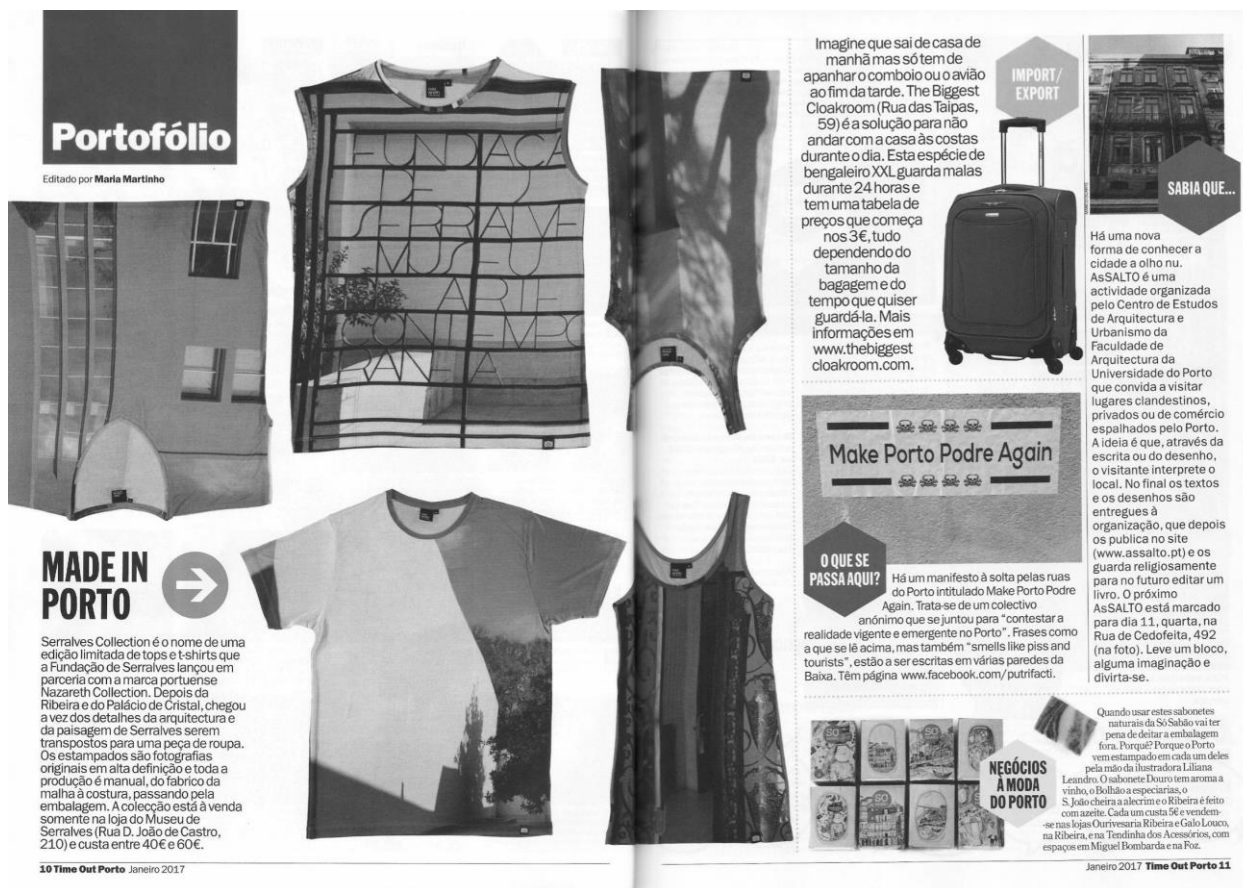 Portofólio
Editado por Maria Martinho
FUNDAÇÃ
DE
SERRALVE
MUSEU
ARTE
CONTEMPO
RANEA
MADE IN
PORTO
Serralves Collection é o nome de uma
edição limitada de tops e t-shirts que
a Fundação de Serralves lançou em
parceria com a marca portuense
Nazareth Collection. Depois da
Ribeira e do Palácio de Cristal, chegou
a vez dos detalhes da arquitectura e
da paisagem de Serralves serem
transpostos para uma peça de roupa.
Os estampados são fotografias
originais em alta definição e toda a
produção é manual, do fabrico da
malha à costura, passando pela
embalagem. A colecção está à venda
somente na loja do Museu de
Serralves (Rua D. João de Castro,
210) e custa entre 40€ e 60€.
10 Time Out Porto Janeiro 2017
Imagine que sai de casa de
manhã mas só tem de
apanhar o comboio ou o avião
ao fim da tarde. The Biggest
Cloakroom (Rua das Taipas,
59) é a solução para não
andar com a casa às costas
durante o dia. Esta espécie de
bengaleiro XXL guarda malas
durante 24 horas e
tem uma tabela de
preços que começa
nos 3€, tudo
dependendo do
tamanho da
bagagem e do
tempo que quiser
guardá-la. Mais
informações em
www.thebiggest
cloakroom.com.
IMPORT/
EXPORT
Make Porto Podre Again
O QUE SE
PASSA AQUI?
Há um manifesto à solta pelas ruas
do Porto intitulado Make Porto Podre
Again. Trata-se de um colectivo
anónimo que se juntou para “contestar a
realidade vigente e emergente no Porto”. Frases como
a que se lê acima, mas também “smells like piss and
tourists”, estão a ser escritas em várias paredes da
Baixa. Têm página www.facebook.com/putrifacti.
SABIA QUE...
Há uma nova
forma de conhecer a
cidade a olho nu.
AsSALTO é uma
actividade organizada
pelo Centro de Estudos
de Arquitectura e
Urbanismo da
Faculdade de
Arquitectura da
Universidade do Porto
que convida a visitar
lugares clandestinos,
privados ou de comércio
espalhados pelo Porto.
A ideia é que, através da
escrita ou do desenho,
o visitante interprete o
local. No final os textos
e os desenhos são
entregues à
organização, que depois
os publica no site
(www.assalto.pt) e os
guarda religiosamente
para no futuro editar um
livro. O próximo
AsSALTO está marcado
para dia 11, quarta, na
Rua de Cedofeita, 492
(na foto). Leve um bloco,
alguma imaginação e
divirta-se.
NEGÓCIOS
À MODA
DO PORTO
SÓ
Quando usar estes sabonetes
naturais da Só Sabão vai ter
pena de deitar a embalagem
fora. Porquê? Porque o Porto
vem estampado em cada um deles
pela mão da ilustradora Liliana
Leandro. O sabonete Douro tem aroma a
vinho, o Bolhão a especiarias, o
S. João cheira a alecrim e o Ribeira é feito
com azeite. Cada um custa 5€ e vendem-
-se nas lojas Ourivesaria Ribeira e Galo Louco,
na Ribeira, e na Tendinha dos Acessórios, com
espaços em Miguel Bombarda e na Foz.
Janeiro 2017 Time Out Porto 11